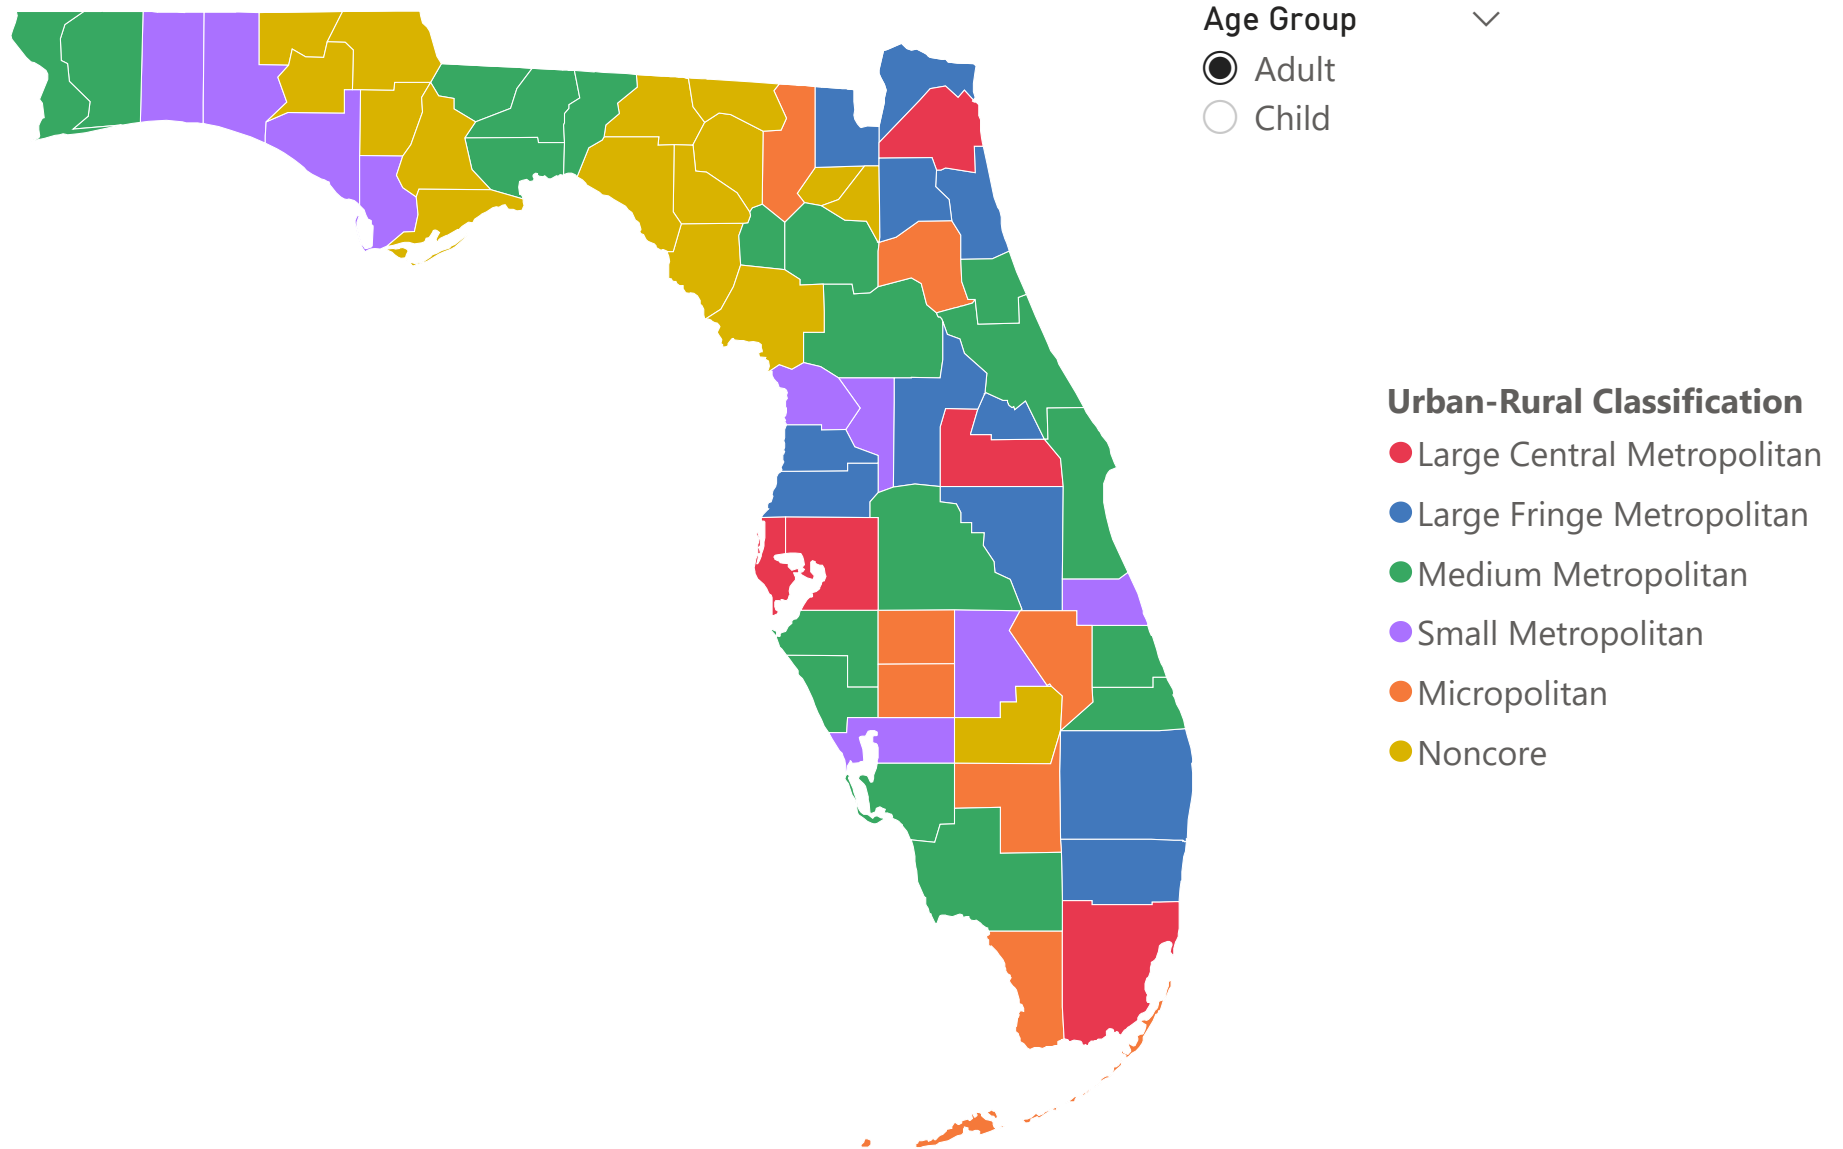 Age Group
Adult
Child
Urban-Rural Classification
Large Central Metropolitan
Large Fringe Metropolitan
Medium Metropolitan
Small Metropolitan
Micropolitan
Noncore